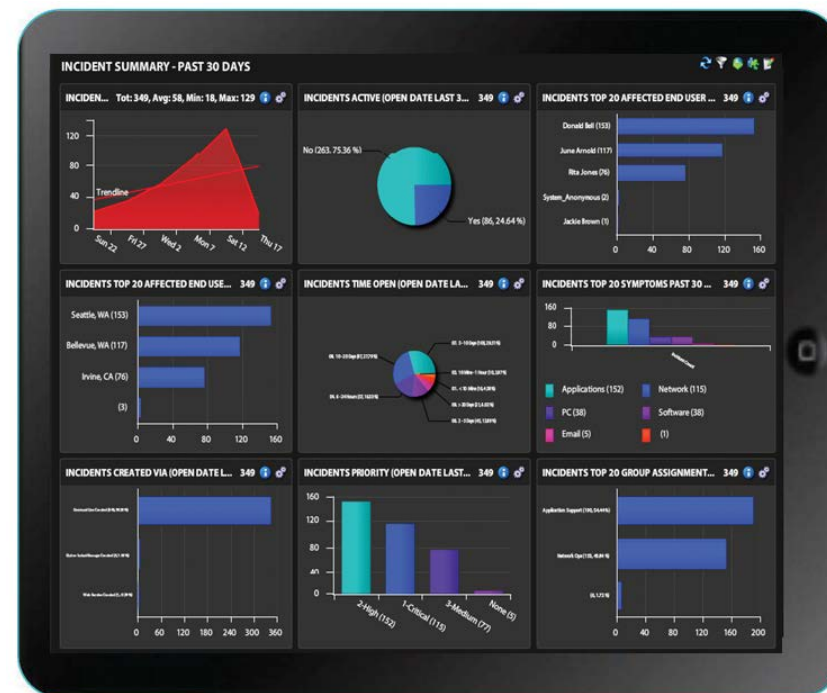 INCIDENT SUMMARY - PAST 30 DAYS
INCIDEN... Tot: 349, Avg: 58, Min: 18, Max: 129
120
80
40
0
Trendline
Sun 22
Fri 27
Wed 2
Mon 7
Sat 12
Thu 17
INCIDENTS ACTIVE (OPEN DATE LAST 3... 349
No (263, 75.36 %)
Yes (86, 24.64 %)
INCIDENTS TOP 20 AFFECTED END USER ... 349
Donald Bell (153)
June Arnold (117)
Rita Jones (76)
System_Anonymous (2)
Jackie Brown (1)
0 40 80 120 160
INCIDENTS TOP 20 AFFECTED END USE... 349
Seattle, WA (153)
Bellevue, WA (117)
Irvine, CA (76)
(3)
0 40 80 120 160
INCIDENTS TIME OPEN (OPEN DATE LA... 349
INCIDENTS TOP 20 SYMPTOMS PAST 30 ... 349
160
80
0
Applications (152)
Network (115)
PC (38)
Software (38)
Email (5)
(1)
INCIDENTS CREATED VIA (OPEN DATE L... 349
0 60 120 180 240 300 360
INCIDENTS PRIORITY (OPEN DATE LAST... 349
160
120
80
40
0
2-High (152)
1-Critical (115)
3-Medium (77)
None (5)
INCIDENTS TOP 20 GROUP ASSIGNMENT... 349
0 40 80 120 160 200